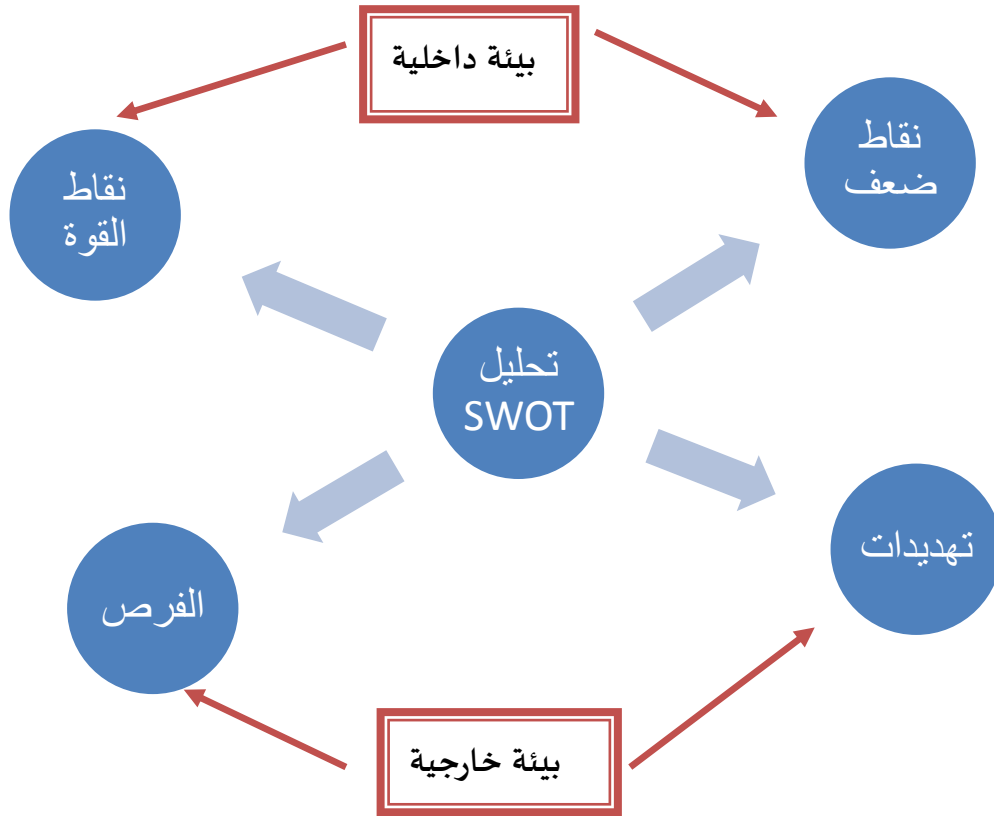 بيئة داخلية
نقاط
ضعف
نقاط
القوة
تحليل
SWOT
تهديدات
الفرص
بيئة خارجية